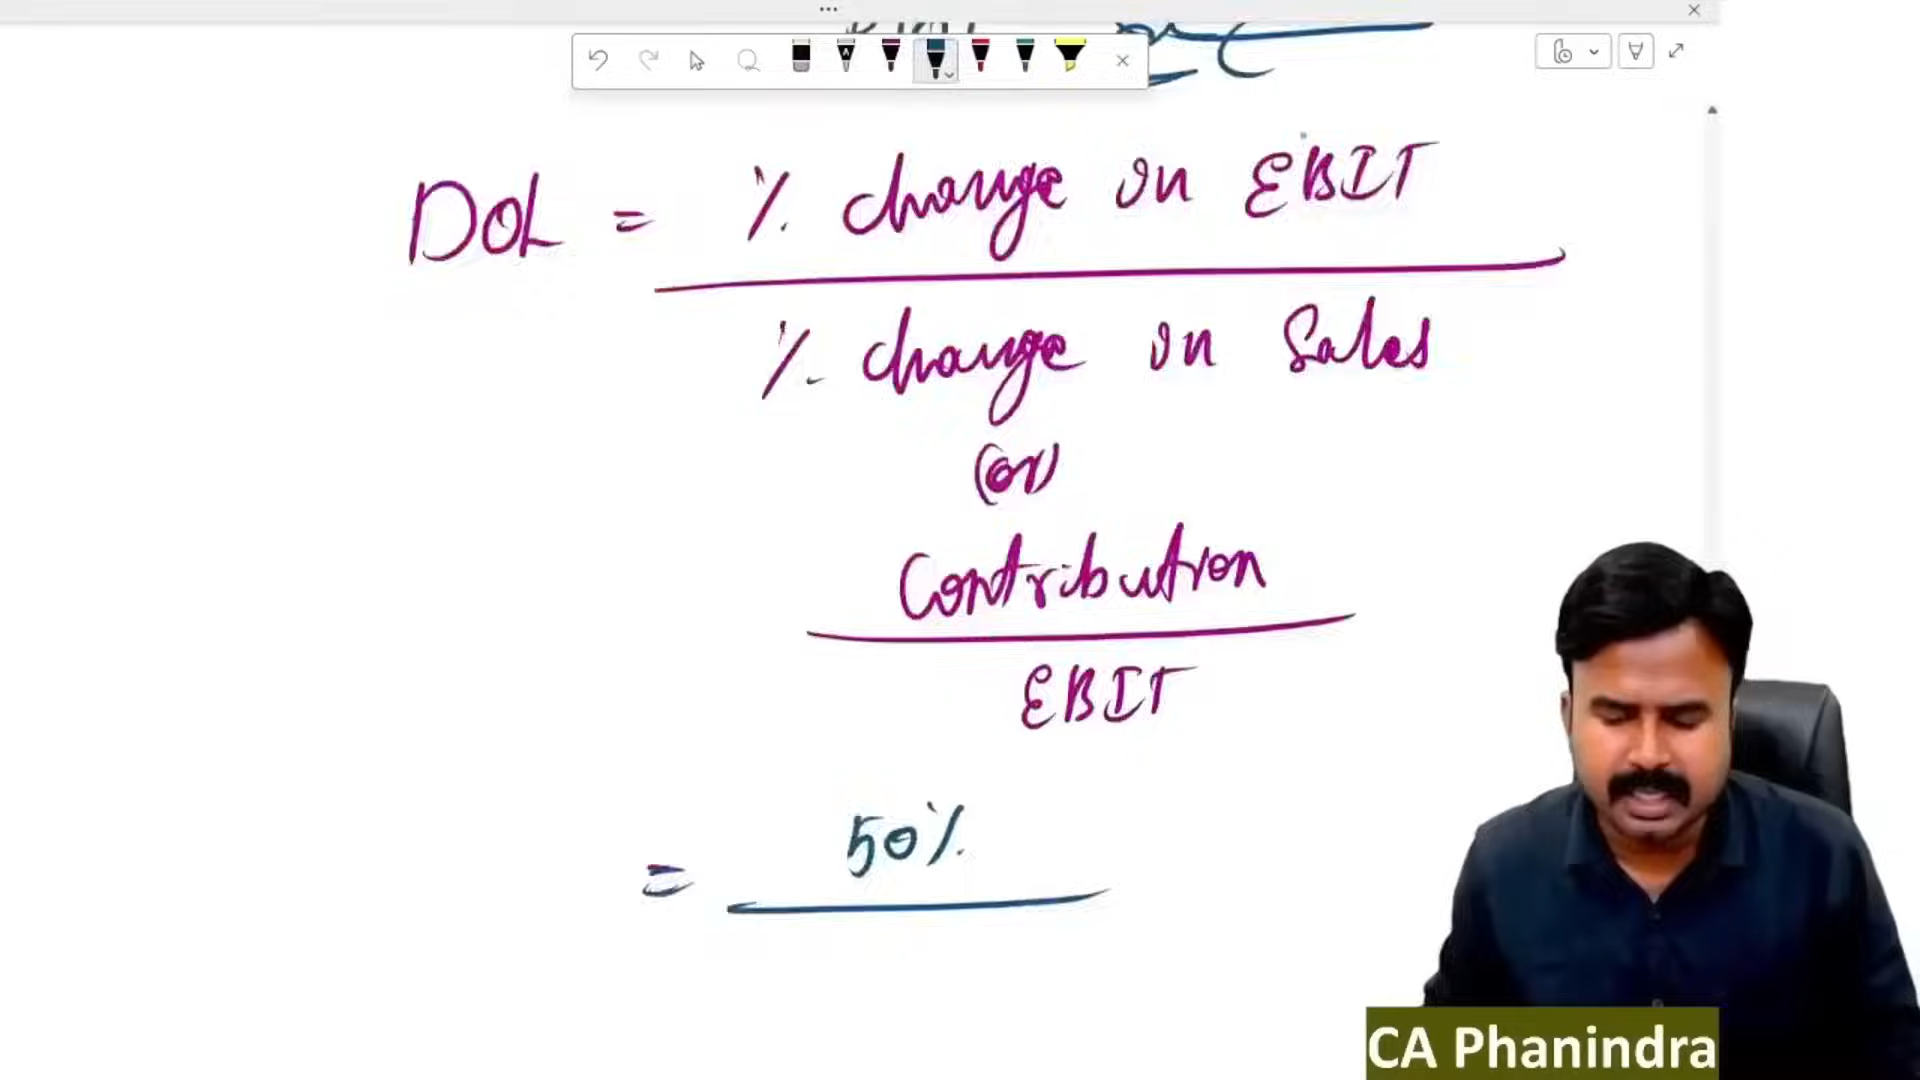 DOL = % change in EBIT
% change in Sales
(or)
Contribution
EBIT
= 50%
CA Phanindra